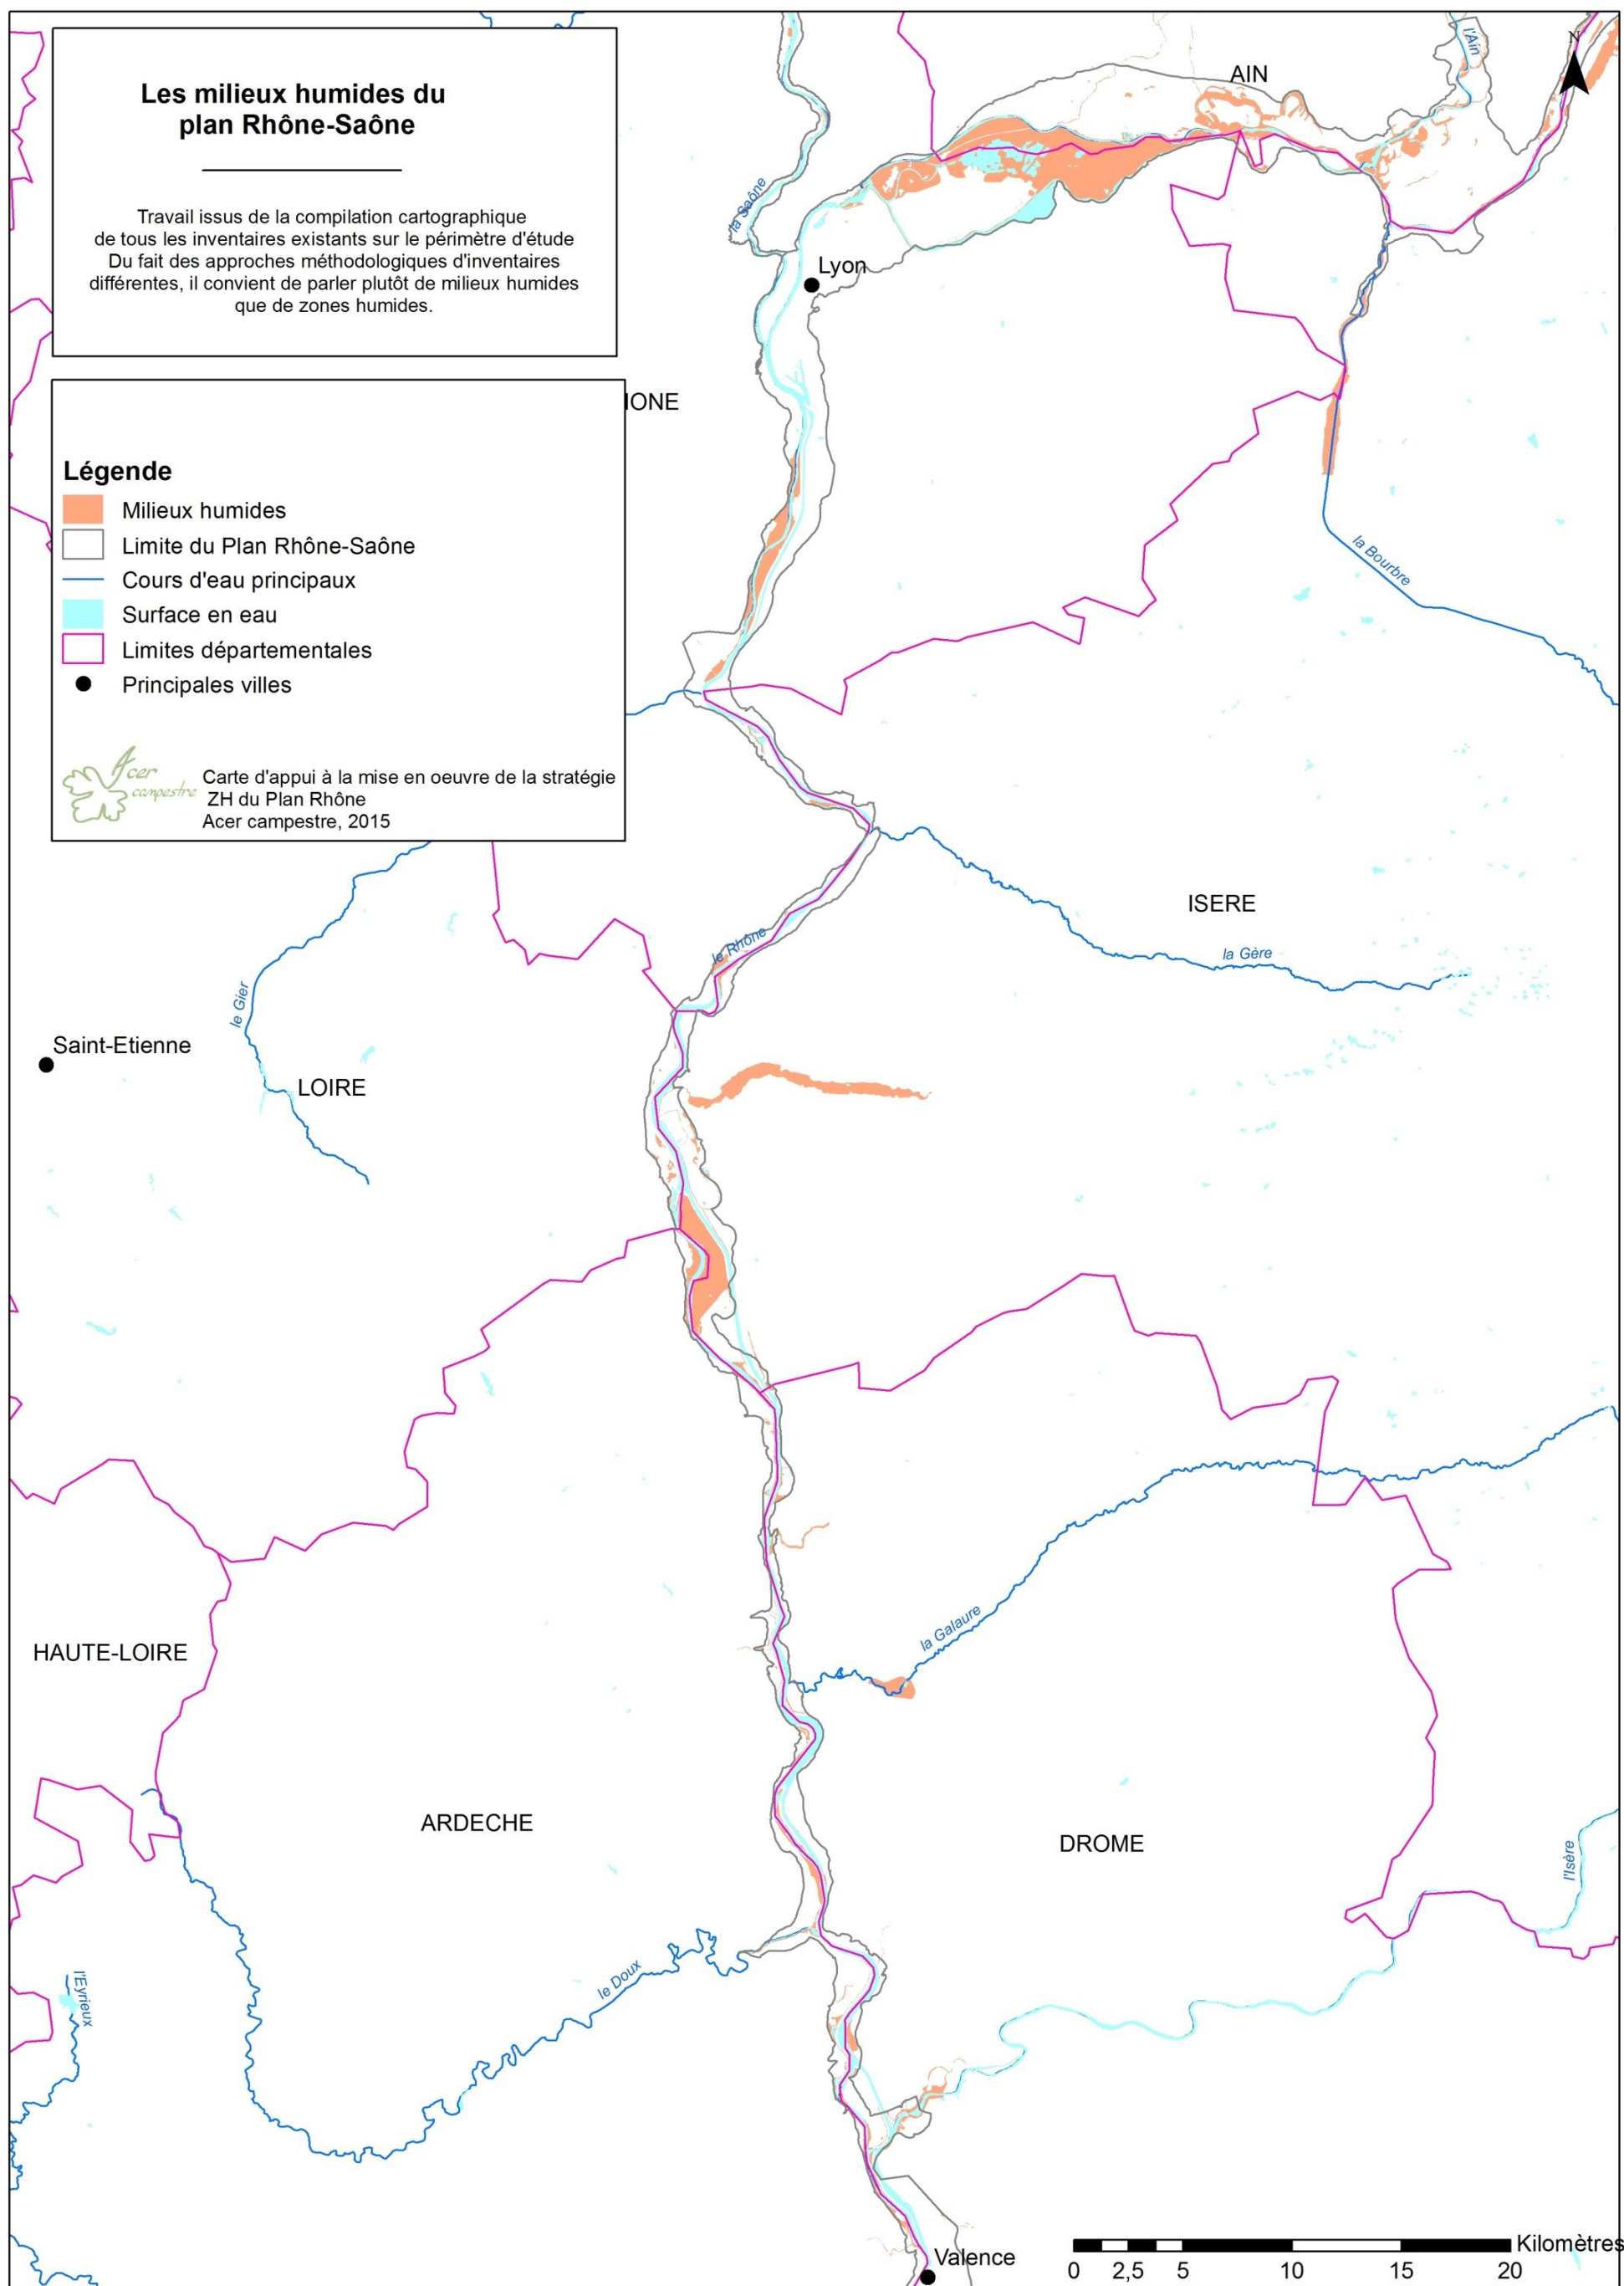 Les milieux humides du
plan Rhône-Saône
Travail issus de la compilation cartographique
de tous les inventaires existants sur le périmètre d'étude
Du fait des approches méthodologiques d'inventaires
différentes, il convient de parler plutôt de milieux humides
que de zones humides.
Légende
Milieux humides
Limite du Plan Rhône-Saône
Cours d'eau principaux
Surface en eau
Limites départementales
Principales villes
Acer
campestre
Carte d'appui à la mise en oeuvre de la stratégie
ZH du Plan Rhône
Acer campestre, 2015
N
l'Ain
AIN
la Saône
Lyon
IONE
la Bourbre
ISERE
le Rhône
la Gère
le Gier
Saint-Etienne
LOIRE
la Galaure
HAUTE-LOIRE
ARDECHE
DROME
l'Isère
le Doux
l'Eyrieux
Valence
Kilomètres
0 2,5 5 10 15 20